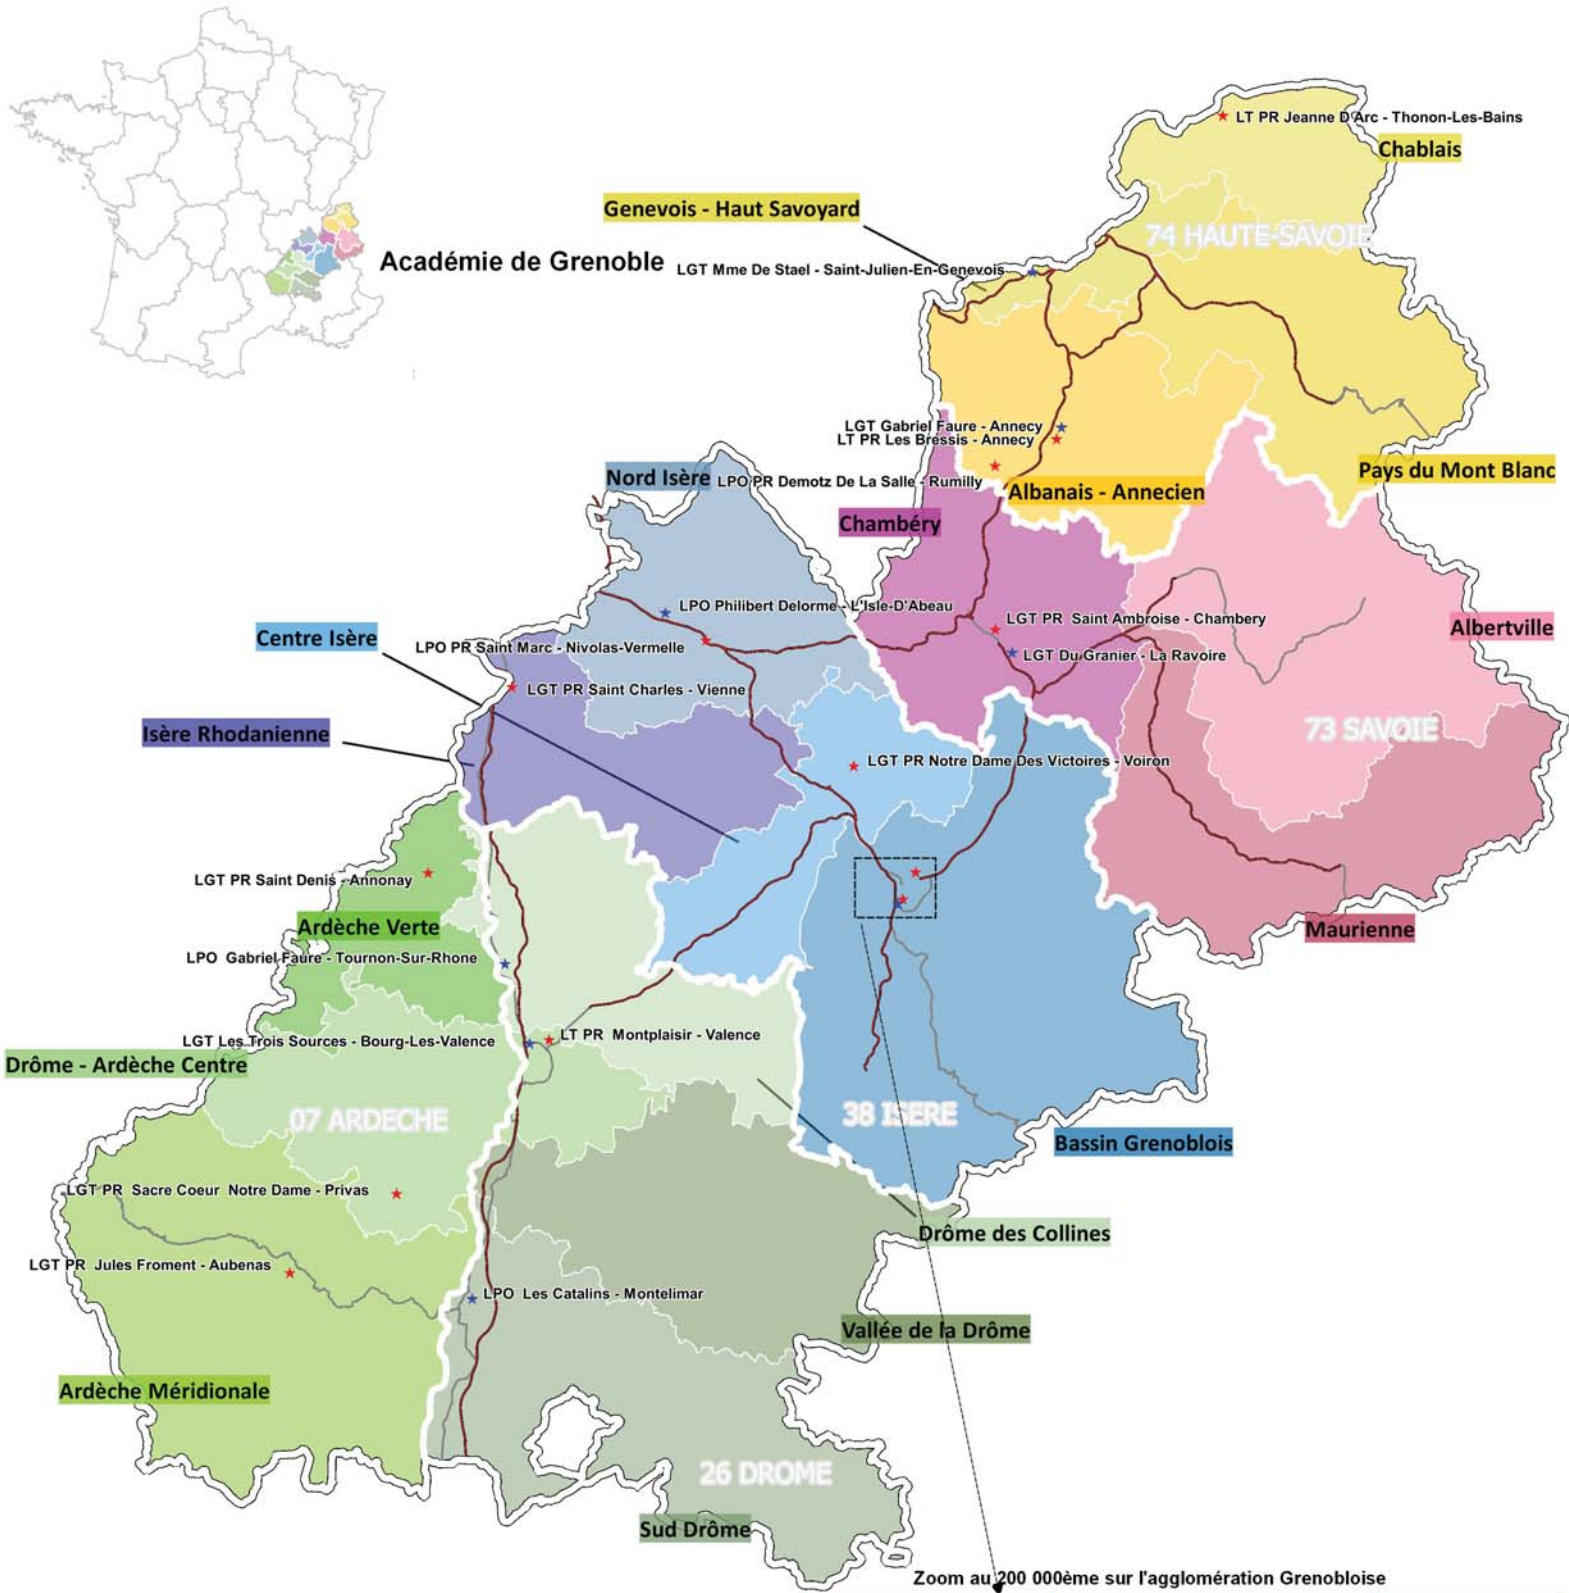 LT PR Jeanne D'Arc - Thonon-Les-Bains
Chablais
Genevois - Haut Savoyard
74 HAUTE-SAVOIE
Académie de Grenoble
LGT Mme De Stael - Saint-Julien-En-Genevois
LGT Gabriel Faure - Annecy
LT PR Les Bressis - Annecy
Pays du Mont Blanc
Nord Isère
LPO PR Demotz De La Salle - Rumilly
Albanais - Annecien
Chambéry
LPO Philibert Delorme - L'Isle-D'Abeau
LGT PR Saint Ambroise - Chambery
Albertville
Centre Isère
LPO PR Saint Marc - Nivolas-Vermelle
LGT Du Granier - La Ravoire
LGT PR Saint Charles - Vienne
73 SAVOIE
Isère Rhodanienne
LGT PR Notre Dame Des Victoires - Voiron
LGT PR Saint Denis - Annonay
Ardèche Verte
Maurienne
LPO Gabriel Faure - Tournon-Sur-Rhone
LT PR Montplaisir - Valence
LGT Les Trois Sources - Bourg-Les-Valence
Drôme - Ardèche Centre
07 ARDECHE
38 ISERE
Bassin Grenoblois
LGT PR Sacre Coeur Notre Dame - Privas
Drôme des Collines
LGT PR Jules Froment - Aubenas
LPO Les Catalins - Montelimar
Vallée de la Drôme
Ardèche Méridionale
26 DROME
Sud Drôme
Zoom au 200 000ème sur l'agglomération Grenobloise